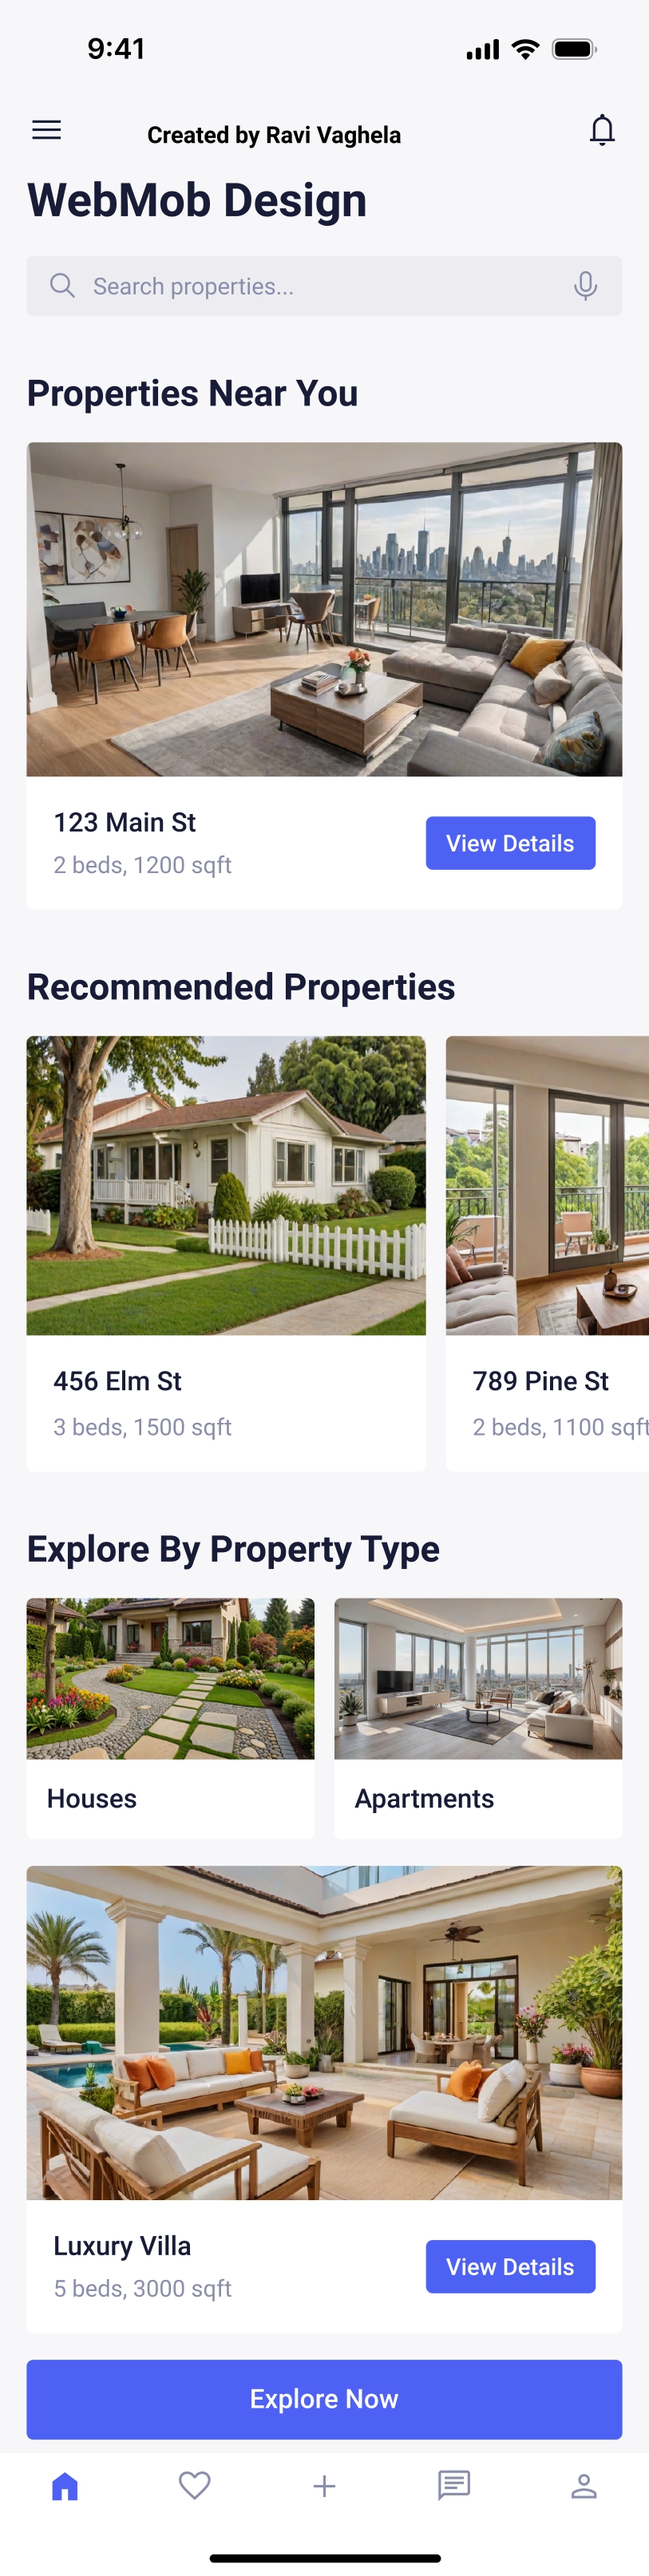 9:41
Created by Ravi Vaghela
WebMob Design
Search properties...
Properties Near You
123 Main St
2 beds, 1200 sqft
View Details
Recommended Properties
456 Elm St
3 beds, 1500 sqft
789 Pine St
2 beds, 1100 sqft
Explore By Property Type
Houses
Apartments
Luxury Villa
5 beds, 3000 sqft
View Details
Explore Now